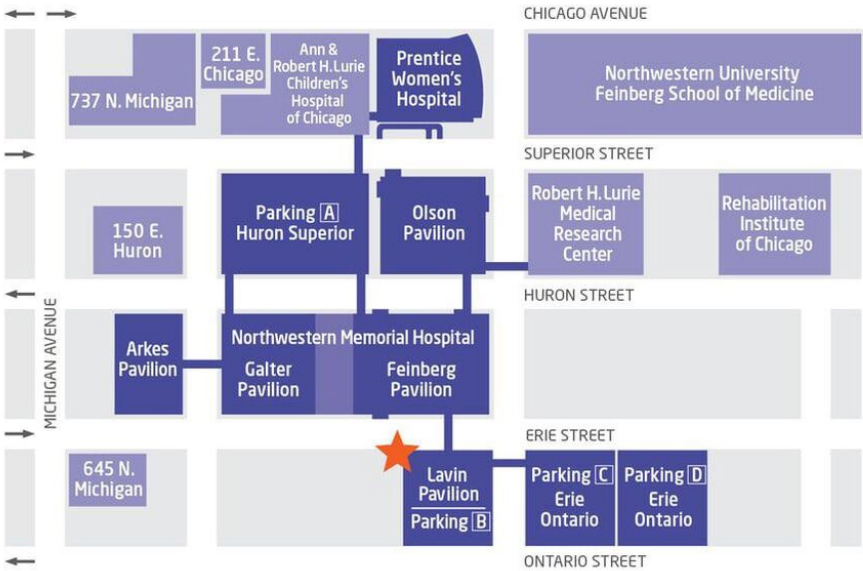 CHICAGO AVENUE
737 N. Michigan
211 E.
Chicago
Ann &
Robert H.Lurie
Children's
Hospital
of Chicago
Prentice
Women's
Hospital
Northwestern University
Feinberg School of Medicine
SUPERIOR STREET
150 E.
Huron
Parking A
Huron Superior
Olson
Pavilion
Robert H.Lurie
Medical
Research
Center
Rehabilitation
Institute
of Chicago
HURON STREET
MICHIGAN AVENUE
Arkes
Pavilion
Northwestern Memorial Hospital
Galter
Pavilion
Feinberg
Pavilion
ERIE STREET
645 N.
Michigan
Lavin
Pavilion
Parking B
Parking C
Erie
Ontario
Parking D
Erie
Ontario
ONTARIO STREET